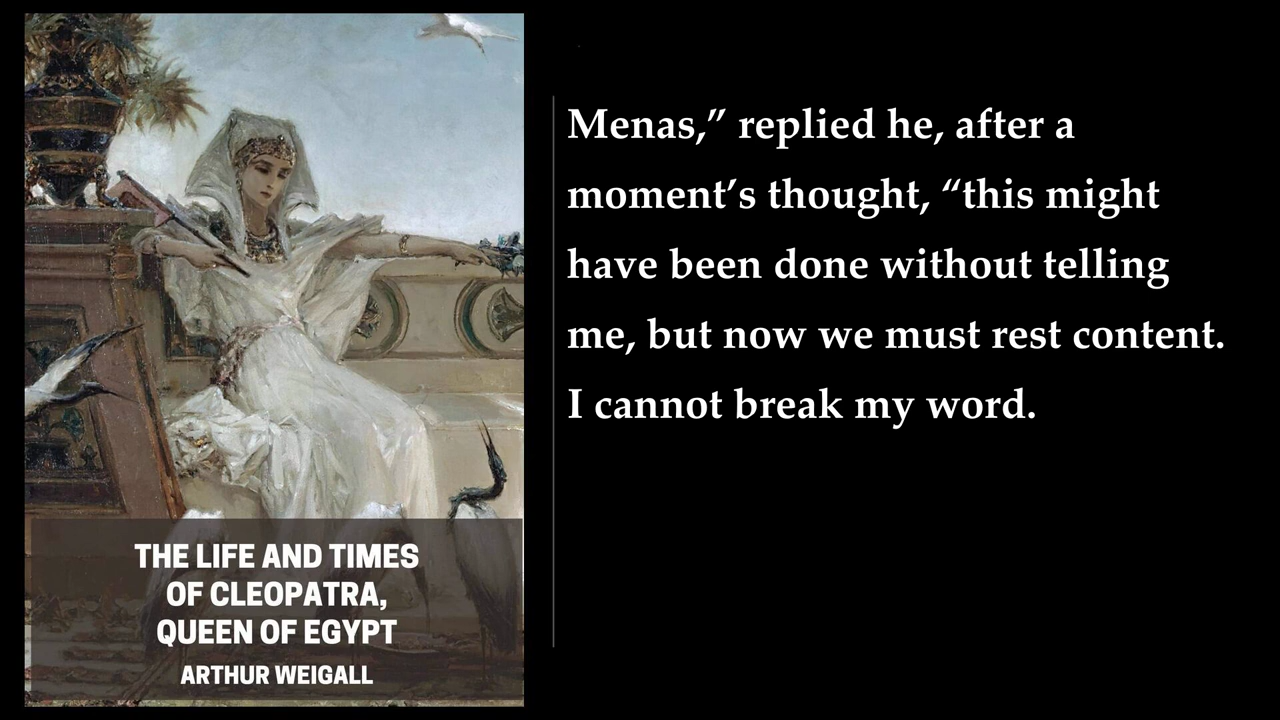 Menas,” replied he, after a
moment’s thought, “this might
have been done without telling
me, but now we must rest content.
I cannot break my word.
THE LIFE AND TIMES
OF CLEOPATRA,
QUEEN OF EGYPT
ARTHUR WEIGALL